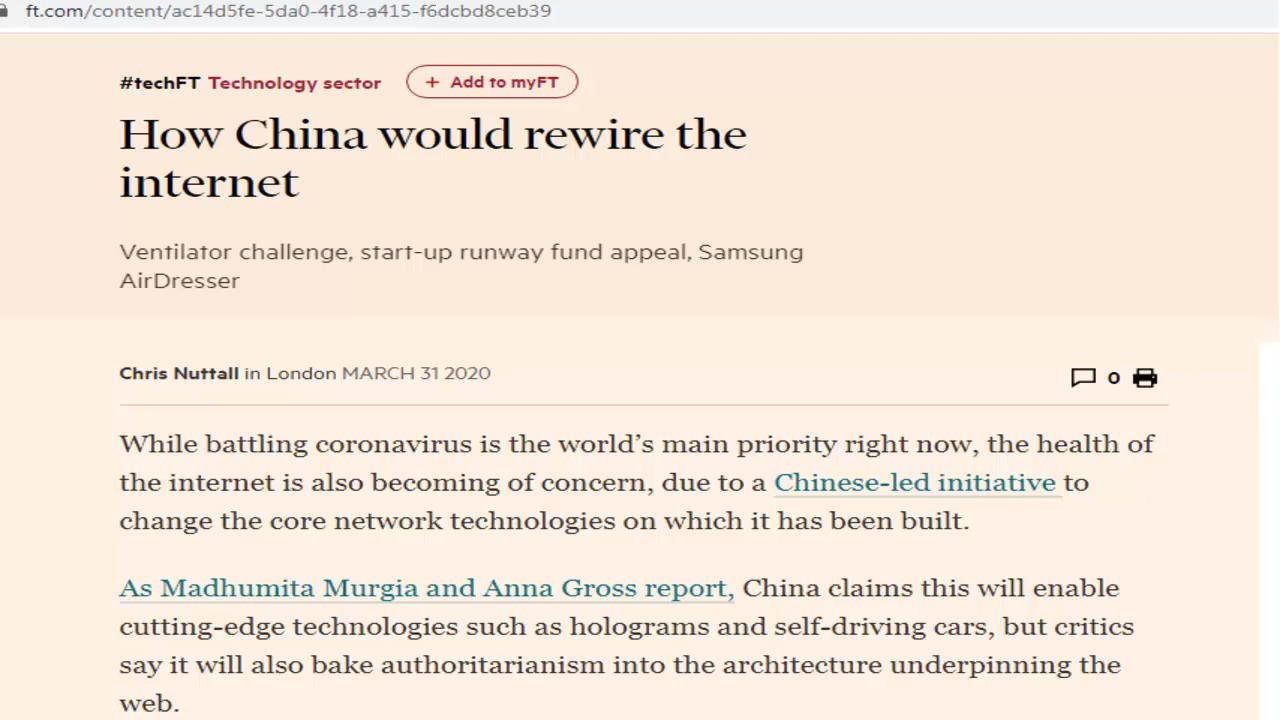 ft.com/content/ac14d5fe-5da0-4f18-a415-f6dcbd8ceb39
#techFT Technology sector + Add to myFT
How China would rewire the
internet
Ventilator challenge, start-up runway fund appeal, Samsung
AirDresser
Chris Nuttall in London MARCH 31 2020 0
While battling coronavirus is the world’s main priority right now, the health of
the internet is also becoming of concern, due to a Chinese-led initiative to
change the core network technologies on which it has been built.
As Madhumita Murgia and Anna Gross report, China claims this will enable
cutting-edge technologies such as holograms and self-driving cars, but critics
say it will also bake authoritarianism into the architecture underpinning the
web.